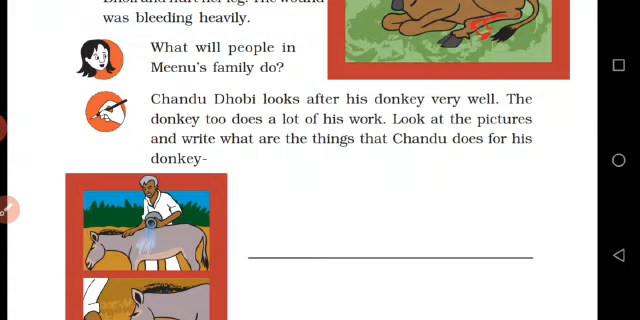 was bleeding heavily.
What will people in
Meenu's family do?
Chandu Dhobi looks after his donkey very well. The
donkey too does a lot of his work. Look at the pictures
and write what are the things that Chandu does for his
donkey-